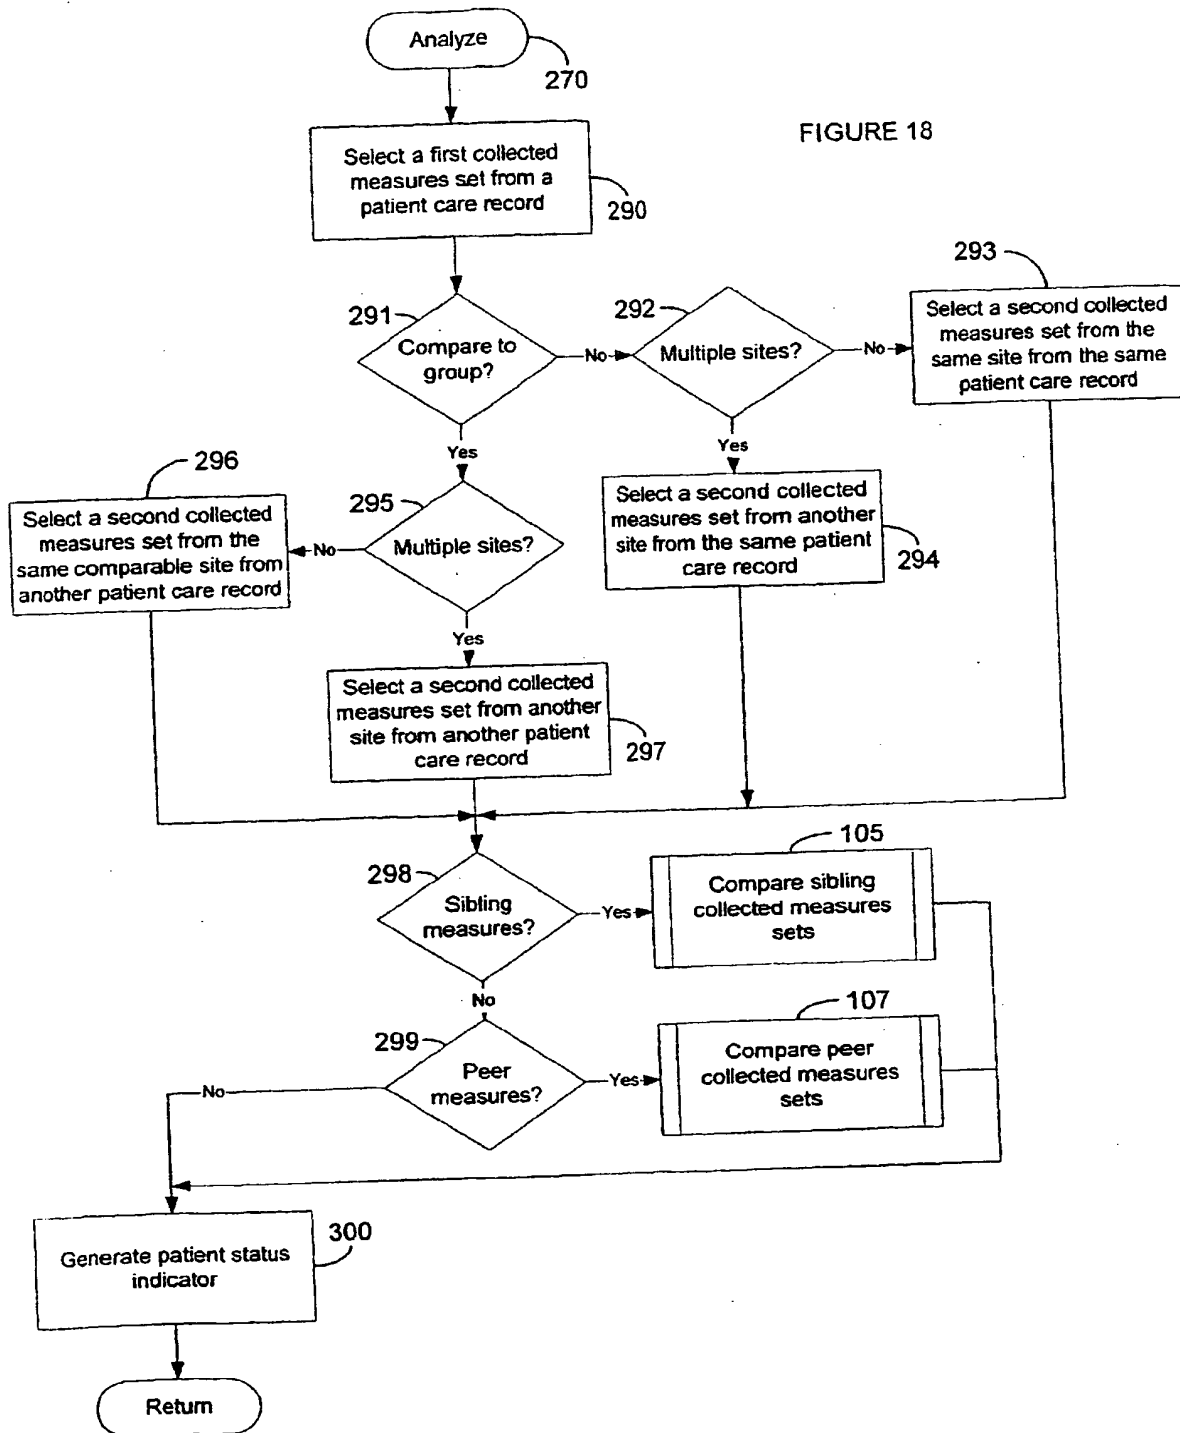 Analyze
270
FIGURE 18
Select a first collected
measures set from a
patient care record
290
291
Compare to
group?
No
292
Multiple sites?
No
293
Select a second collected
measures set from the
same site from the same
patient care record
Yes
Yes
296
Select a second collected
measures set from the
same comparable site from
another patient care record
No
295
Multiple sites?
Select a second collected
measures set from another
site from the same patient
care record
294
Yes
Select a second collected
measures set from another
site from another patient
care record
297
298
Sibling
measures?
Yes
105
Compare sibling
collected measures
sets
No
299
Peer
measures?
Yes
107
Compare peer
collected measures
sets
No
Generate patient status
indicator
300
Return